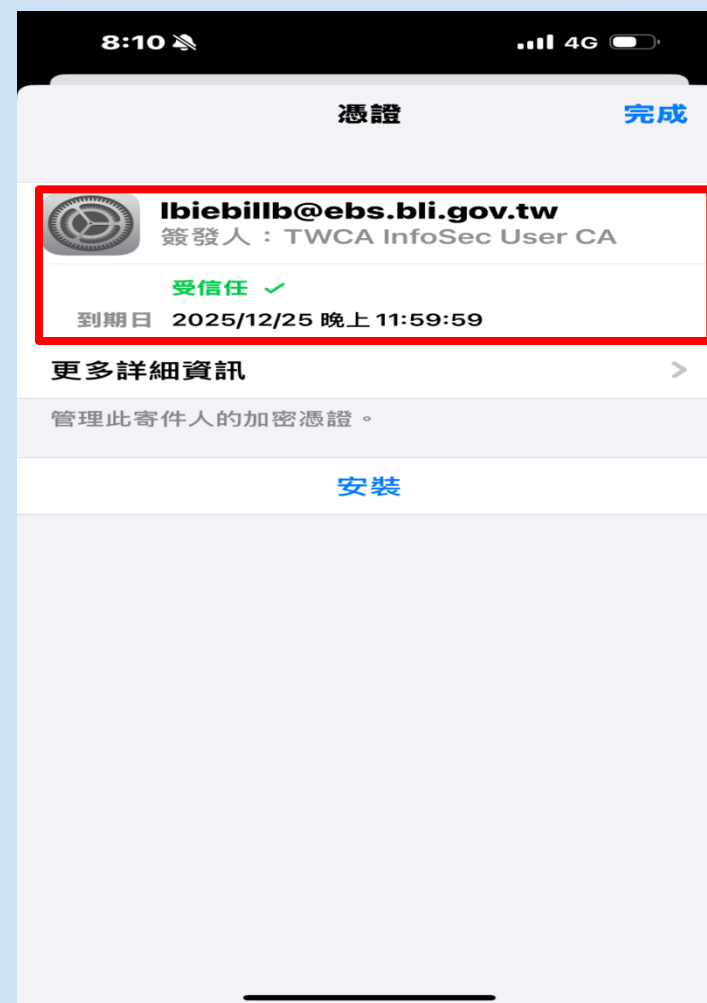 8:10
4G
憑證
完成
lbiebillb@ebs.bli.gov.tw
簽發人：TWCA InfoSec User CA
受信任 ✓
到期日 2025/12/25 晚上 11:59:59
更多詳細資訊
管理此寄件人的加密憑證。
安裝